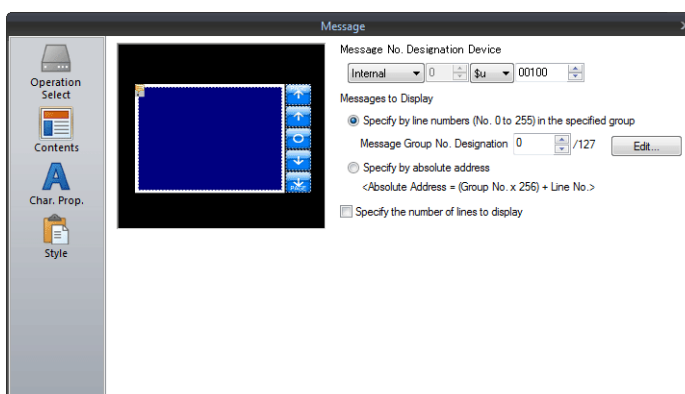 Message
Operation
Select
Contents
Char. Prop.
Style
PAGE
Message No. Designation Device
Internal 0 $u 00100
Messages to Display
Specify by line numbers (No. 0 to 255) in the specified group
Message Group No. Designation 0 /127 Edit...
Specify by absolute address
<Absolute Address = (Group No. x 256) + Line No.>
Specify the number of lines to display